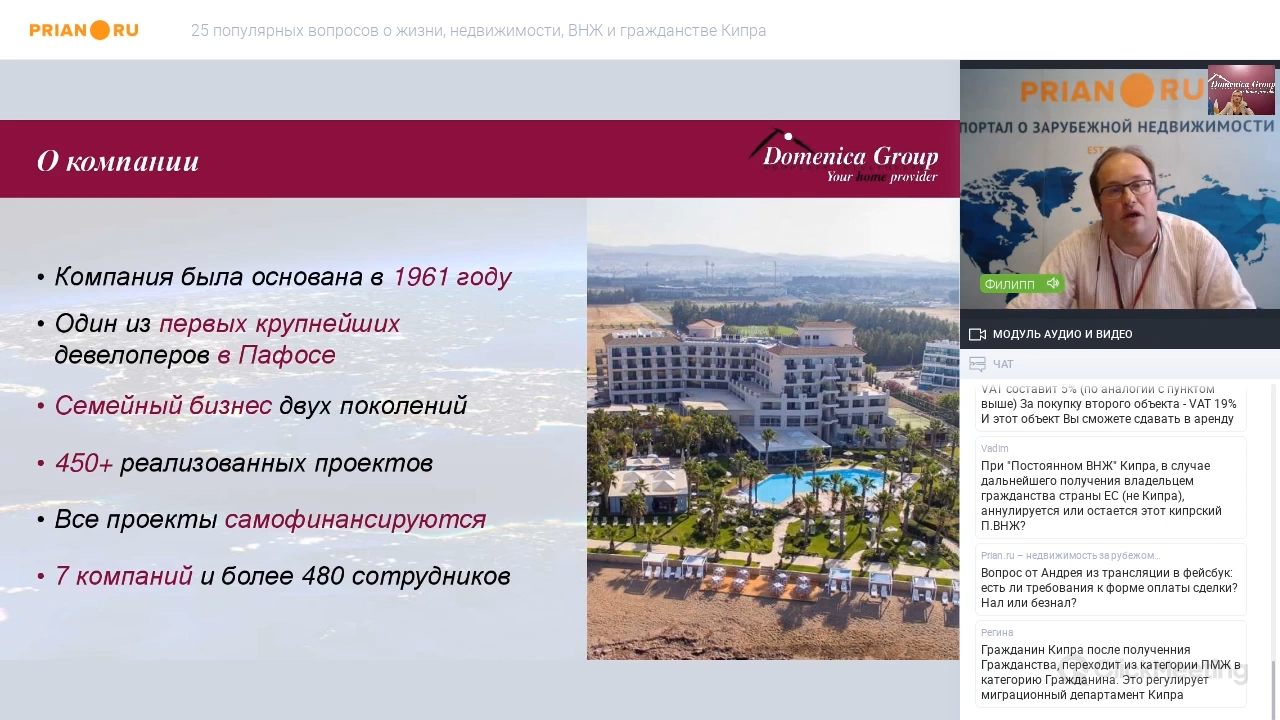 PRIAN RU
25 популярных вопросов о жизни, недвижимости, ВНЖ и гражданстве Кипра
О компании
Domenica Group
Your home provider
• Компания была основана в 1961 году
• Один из первых крупнейших
девелоперов в Пафосе
• Семейный бизнес двух поколений
• 450+ реализованных проектов
• Все проекты самофинансируются
• 7 компаний и более 480 сотрудников
PRIAN RU
Domenica Group
ПОРТАЛ О ЗАРУБЕЖНОЙ НЕДВИЖИМОСТИ
EST.
Филипп
МОДУЛЬ АУДИО И ВИДЕО
ЧАТ
VAT составит 5% (по аналогии с пунктом
выше) За покупку второго объекта - VAT 19%
И этот объект Вы сможете сдавать в аренду
Vadim
При "Постоянном ВНЖ" Кипра, в случае
дальнейшего получения владельцем
гражданства страны ЕС (не Кипра),
аннулируется или остается этот кипрский
П.ВНЖ?
Prian.ru – недвижимость за рубежом...
Вопрос от Андрея из трансляции в фейсбук:
есть ли требования к форме оплаты сделки?
Нал или безнал?
Регина
Гражданин Кипра после полученния
Гражданства, переходит из категории ПМЖ в
категорию Гражданина. Это регулирует
миграционный департамент Кипра
ClickMeeting